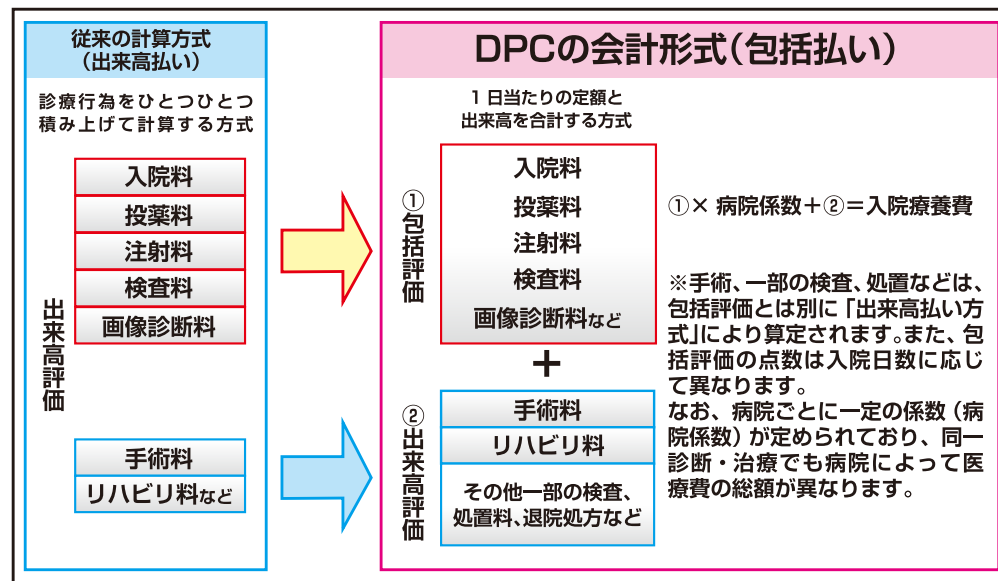 従来の計算方式
（出来高払い）
診療行為をひとつひとつ
積み上げて計算する方式
出来高評価
入院料
投薬料
注射料
検査料
画像診断料
手術料
リハビリ料など
DPCの会計形式（包括払い）
1日当たりの定額と
出来高を合計する方式
①包括評価
入院料
投薬料
注射料
検査料
画像診断料など
＋
②出来高評価
手術料
リハビリ料
その他一部の検査、
処置料、退院処方など
①× 病院係数＋②＝入院療養費
※手術、一部の検査、処置などは、
包括評価とは別に「出来高払い方
式」により算定されます。また、包
括評価の点数は入院日数に応じ
て異なります。
なお、病院ごとに一定の係数（病
院係数）が定められており、同一
診断・治療でも病院によって医
療費の総額が異なります。